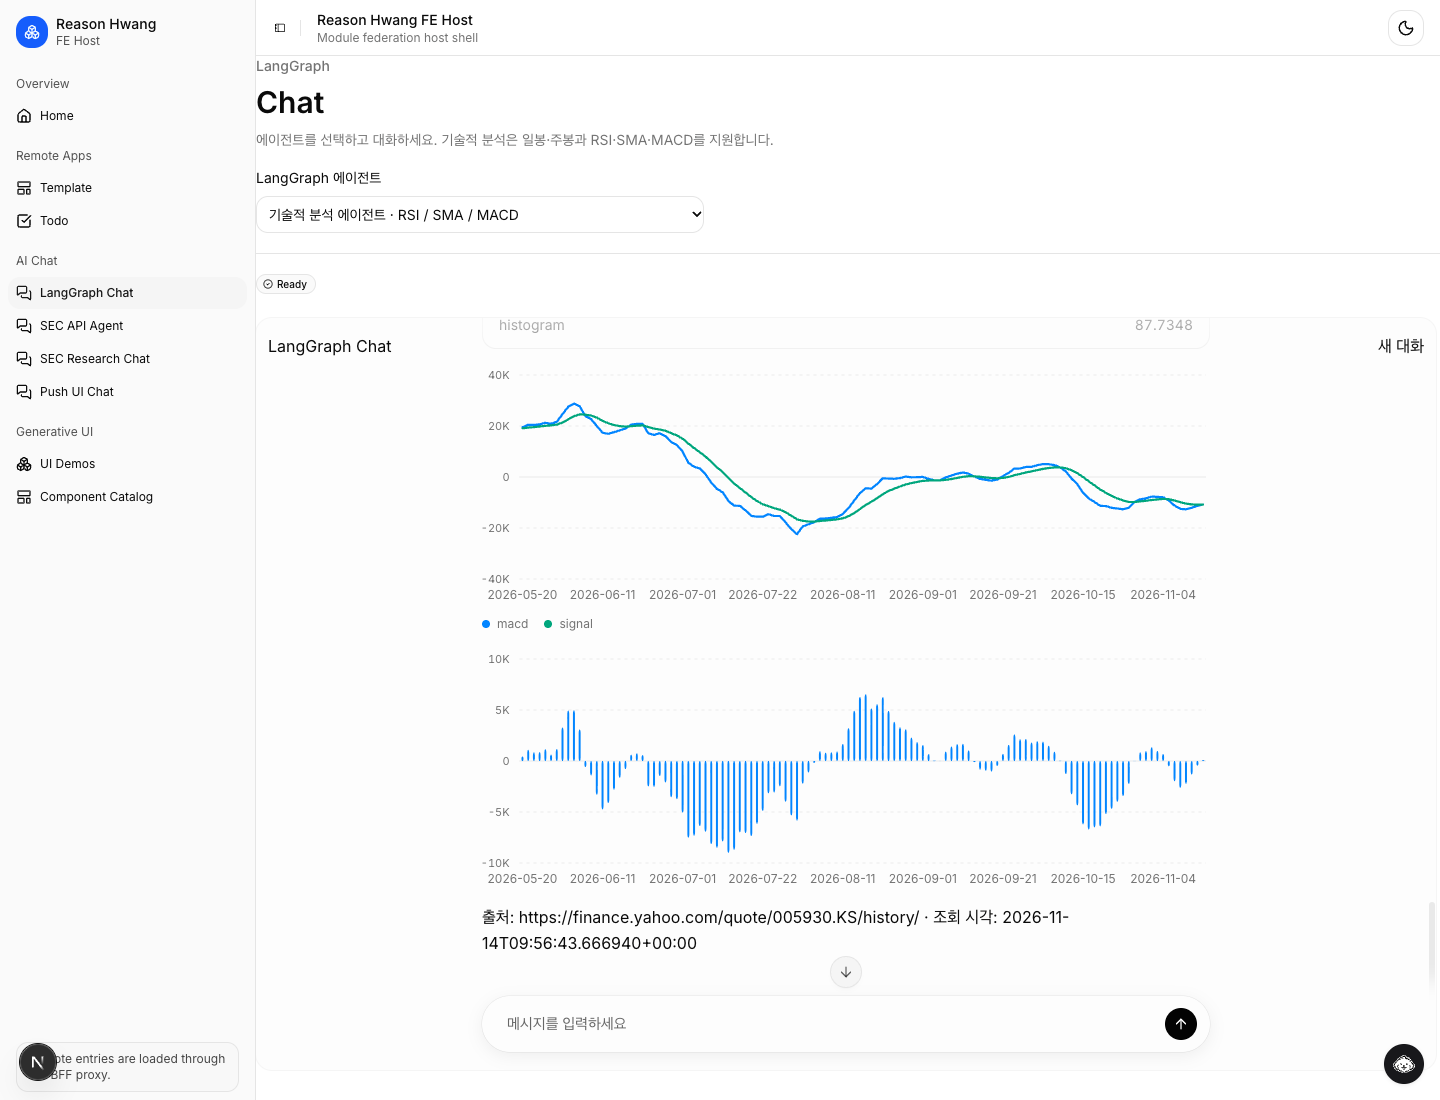 Reason Hwang
FE Host
Overview
Home
Remote Apps
Template
Todo
AI Chat
LangGraph Chat
SEC API Agent
SEC Research Chat
Push UI Chat
Generative UI
UI Demos
Component Catalog
ote entries are loaded through
BFF proxy.
Reason Hwang FE Host
Module federation host shell
LangGraph
Chat
에이전트를 선택하고 대화하세요. 기술적 분석은 일봉·주봉과 RSI·SMA·MACD를 지원합니다.
LangGraph 에이전트
기술적 분석 에이전트 · RSI / SMA / MACD
Ready
LangGraph Chat
새 대화
histogram 87.7348
40K
20K
0
-20K
-40K
2026-05-20 2026-06-11 2026-07-01 2026-07-22 2026-08-11 2026-09-01 2026-09-21 2026-10-15 2026-11-04
macd signal
10K
5K
0
-5K
-10K
2026-05-20 2026-06-11 2026-07-01 2026-07-22 2026-08-11 2026-09-01 2026-09-21 2026-10-15 2026-11-04
출처: https://finance.yahoo.com/quote/005930.KS/history/ · 조회 시각: 2026-11-
14T09:56:43.666940+00:00
메시지를 입력하세요